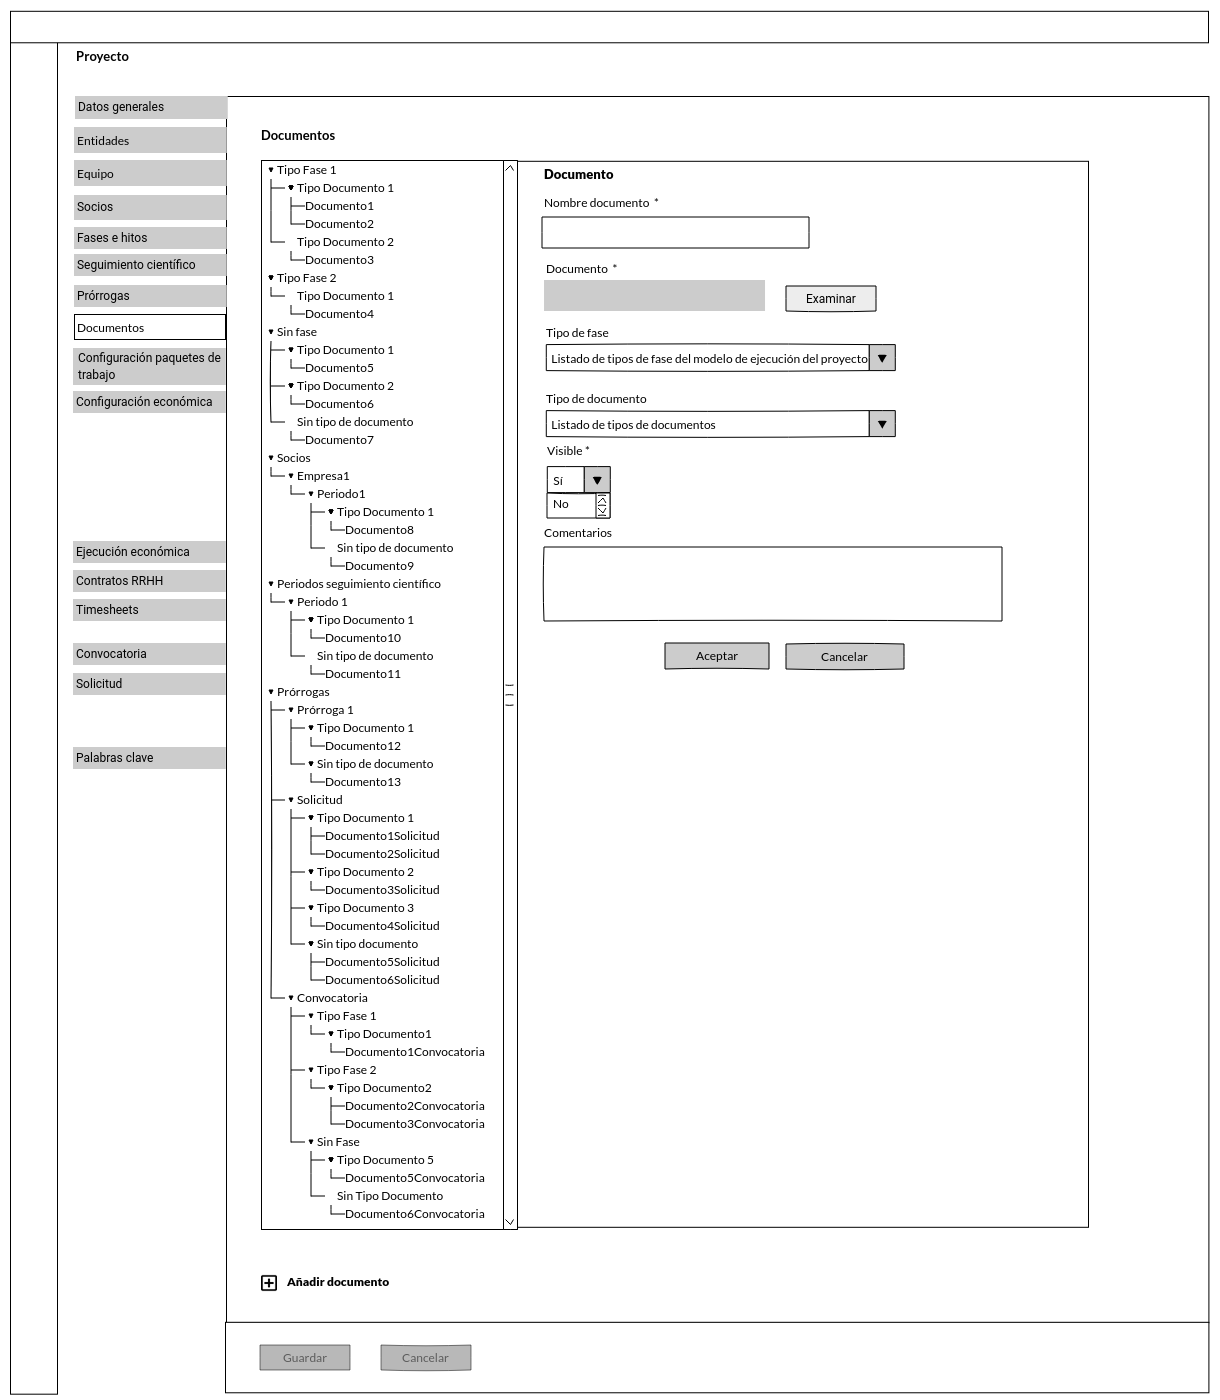 Proyecto
Datos generales
Entidades
Equipo
Socios
Fases e hitos
Seguimiento científico
Prórrogas
Documentos
Configuración paquetes de
trabajo
Configuración económica
Ejecución económica
Contratos RRHH
Timesheets
Convocatoria
Solicitud
Palabras clave
Documentos
Tipo Fase 1
Tipo Documento 1
Documento1
Documento2
Tipo Documento 2
Documento3
Tipo Fase 2
Tipo Documento 1
Documento4
Sin fase
Tipo Documento 1
Documento5
Tipo Documento 2
Documento6
Sin tipo de documento
Documento7
Socios
Empresa1
Periodo1
Tipo Documento 1
Documento8
Sin tipo de documento
Documento9
Periodos seguimiento científico
Periodo 1
Tipo Documento 1
Documento10
Sin tipo de documento
Documento11
Prórrogas
Prórroga 1
Tipo Documento 1
Documento12
Sin tipo de documento
Documento13
Solicitud
Tipo Documento 1
Documento1Solicitud
Documento2Solicitud
Tipo Documento 2
Documento3Solicitud
Tipo Documento 3
Documento4Solicitud
Sin tipo documento
Documento5Solicitud
Documento6Solicitud
Convocatoria
Tipo Fase 1
Tipo Documento1
Documento1Convocatoria
Tipo Fase 2
Tipo Documento2
Documento2Convocatoria
Documento3Convocatoria
Sin Fase
Tipo Documento 5
Documento5Convocatoria
Sin Tipo Documento
Documento6Convocatoria
Documento
Nombre documento *
Documento *
Examinar
Tipo de fase
Listado de tipos de fase del modelo de ejecución del proyecto
Tipo de documento
Listado de tipos de documentos
Visible *
Sí
No
Comentarios
Aceptar
Cancelar
Añadir documento
Guardar
Cancelar